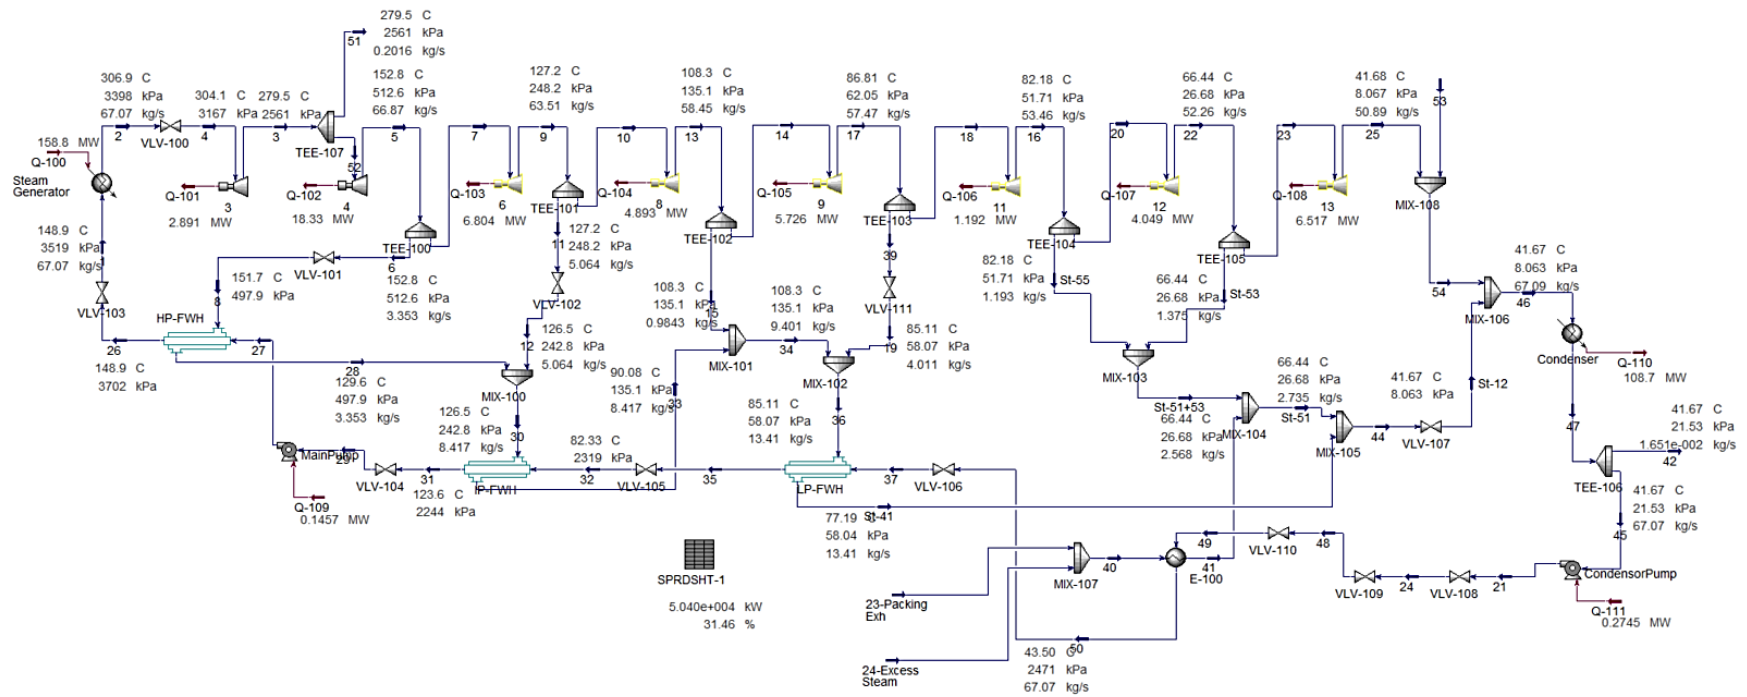 279.5 C
2561 kPa
51
0.2016 kg/s
306.9 C
3398 kPa
67.07 kg/s
2
VLV-100
4
304.1 C
3167 kPa
279.5 C
2561 kPa
3
TEE-107
52
152.8 C
512.6 kPa
66.87 kg/s
5
7
127.2 C
248.2 kPa
63.51 kg/s
9
10
108.3 C
135.1 kPa
58.45 kg/s
13
14
86.81 C
62.05 kPa
57.47 kg/s
17
18
82.18 C
51.71 kPa
53.46 kg/s
16
20
66.44 C
26.68 kPa
52.26 kg/s
22
23
41.68 C
8.067 kPa
50.89 kg/s
25
53
158.8 MW
Q-100
Steam
Generator
Q-101
3
2.891 MW
Q-102
4
18.33 MW
Q-103
6
6.804 MW
TEE-101
Q-104
8
4.893 MW
Q-105
9
5.726 MW
TEE-103
Q-106
11
1.192 MW
Q-107
12
4.049 MW
Q-108
13
6.517 MW
MIX-108
TEE-100
TEE-102
TEE-104
TEE-105
148.9 C
3519 kPa
1
67.07 kg/s
VLV-103
151.7 C
8
497.9 kPa
VLV-101
6
152.8 C
512.6 kPa
3.353 kg/s
11
127.2 C
248.2 kPa
5.064 kg/s
VLV-102
108.3 C
135.1 kPa
15
0.9843 kg/s
108.3 C
135.1 kPa
9.401 kg/s
34
MIX-101
39
VLV-111
85.11 C
58.07 kPa
19
4.011 kg/s
82.18 C
St-55
51.71 kPa
1.193 kg/s
66.44 C
26.68 kPa
St-53
1.375 kg/s
MIX-103
41.67 C
8.063 kPa
67.09 kg/s
54
46
MIX-106
Condenser
Q-110
108.7 MW
HP-FWH
26
27
148.9 C
3702 kPa
28
129.6 C
497.9 kPa
3.353 kg/s
12
126.5 C
242.8 kPa
5.064 kg/s
MIX-100
90.08 C
135.1 kPa
33
8.417 kg/s
MIX-102
36
126.5 C
242.8 kPa
30
8.417 kg/s
85.11 C
58.07 kPa
13.41 kg/s
82.33 C
2319 kPa
MainPump
29
Q-109
0.1457 MW
VLV-104
31
123.6 C
2244 kPa
IP-FWH
32
VLV-105
35
LP-FWH
37
VLV-106
St-41
77.19 C
58.04 kPa
13.41 kg/s
St-51+53
66.44 C
26.68 kPa
2.568 kg/s
MIX-104
66.44 C
26.68 kPa
2.735 kg/s
St-51
MIX-105
44
41.67 C
8.063 kPa
VLV-107
St-12
47
41.67 C
21.53 kPa
1.651e-002 kg/s
42
TEE-106
41.67 C
21.53 kPa
67.07 kg/s
45
SPRDSHT-1
5.040e+004 kW
31.46 %
MIX-107
40
E-100
41
49
VLV-110
48
VLV-109
24
VLV-108
21
CondensorPump
Q-111
0.2745 MW
23-Packing
Exh
24-Excess
Steam
50
43.50 C
2471 kPa
67.07 kg/s